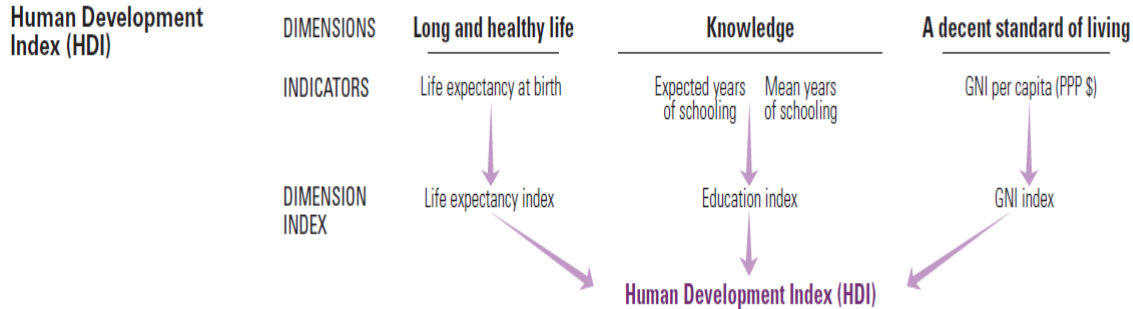 Human Development
Index (HDI)
DIMENSIONS Long and healthy life Knowledge A decent standard of living
INDICATORS Life expectancy at birth Expected years Mean years GNI per capita (PPP $)
of schooling of schooling
DIMENSION Life expectancy index Education index GNI index
INDEX
Human Development Index (HDI)